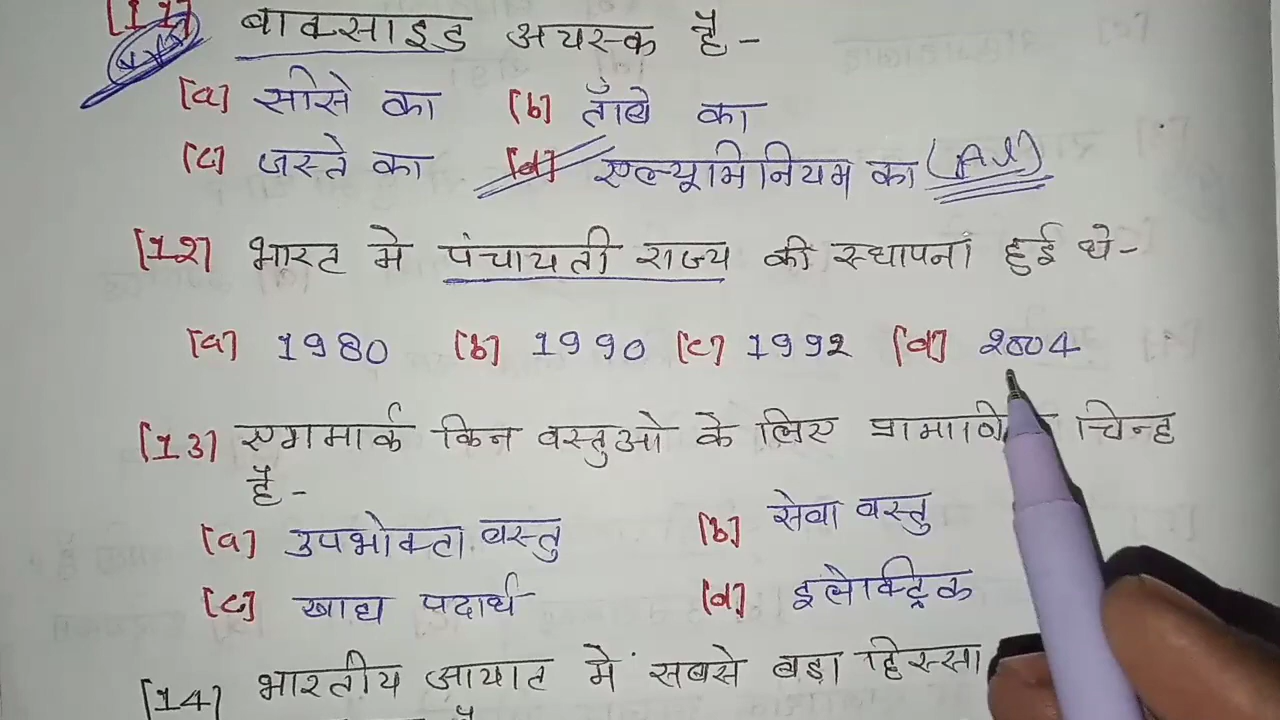 [11] बाक्साइड अयस्क है -
[a] सीसे का [b] ताँबे का
[c] जस्ते का [d] एल्यूमिनियम का (Al)
[12] भारत मे पंचायती राज्य की स्थापना हुई थे -
[a] 1980 [b] 1990 [c] 1992 [d] 2004
[13] एगमार्क किन वस्तुओ के लिए चिन्ह
है -
[a] उपभोक्ता वस्तु [b] सेवा वस्तु
[c] खाद्य पदार्थ [d] इलेक्ट्रिक
[14] भारतीय आयात में सबसे बड़ा हिस्सा